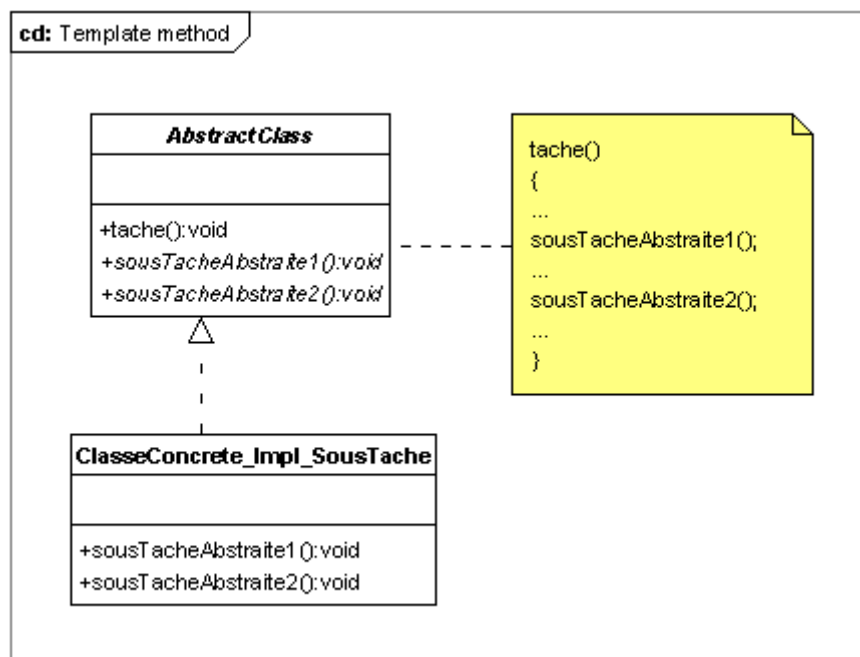 cd: Template method
AbstractClass
+tache():void
+sousTacheAbstraite1():void
+sousTacheAbstraite2():void
tache()
{
...
sousTacheAbstraite1();
...
sousTacheAbstraite2();
...
}
ClasseConcrete_Impl_SousTache
+sousTacheAbstraite1():void
+sousTacheAbstraite2():void